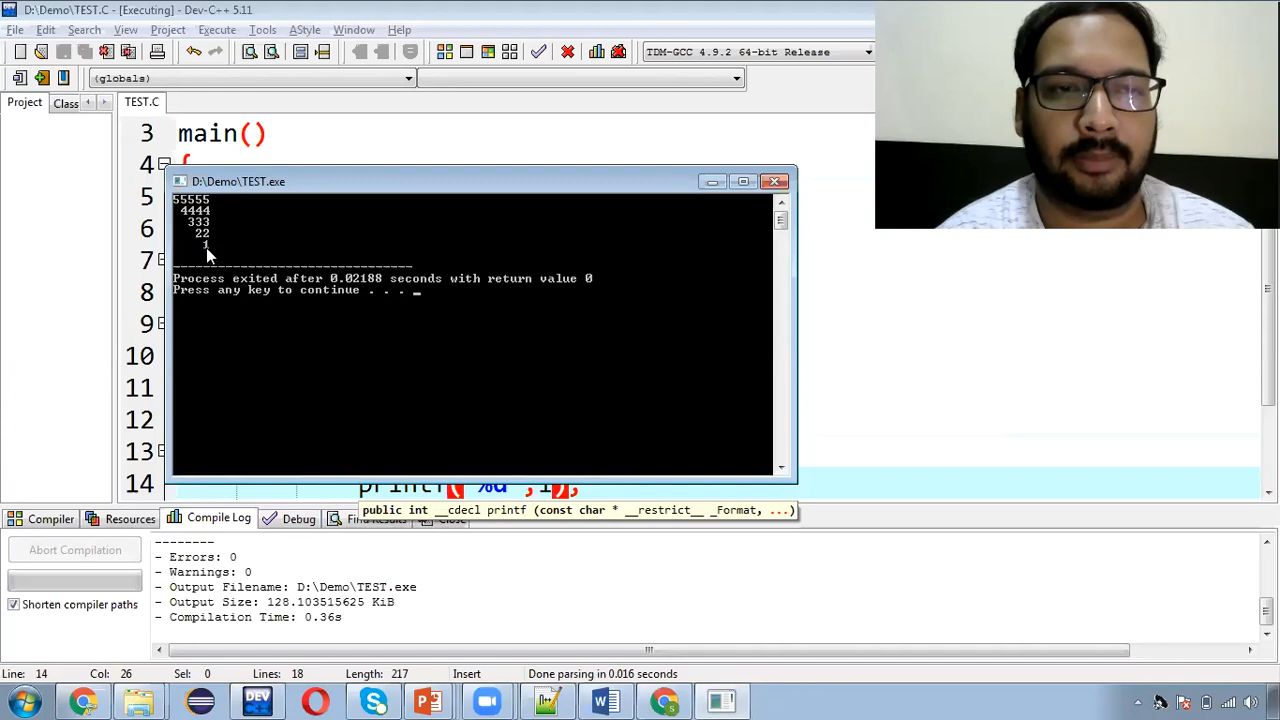 D:\Demo\TEST.C - [Executing] - Dev-C++ 5.11
File Edit Search View Project Execute Tools AStyle Window Help
TDM-GCC 4.9.2 64-bit Release
(globals)
Project Class TEST.C
3 main()
4 {
5
6
7
8
9
10
11
12
13
14 printf("%d",i);
D:\Demo\TEST.exe
55555
4444
333
22
1
--------------------------------
Process exited after 0.02188 seconds with return value 0
Press any key to continue . . . _
public int __cdecl printf (const char * __restrict__ _Format, ...)
Compiler Resources Compile Log Debug Find Results Close
Abort Compilation
Shorten compiler paths
--------
- Errors: 0
- Warnings: 0
- Output Filename: D:\Demo\TEST.exe
- Output Size: 128.103515625 KiB
- Compilation Time: 0.36s
Line: 14 Col: 26 Sel: 0 Lines: 18 Length: 217 Insert Done parsing in 0.016 seconds
DEV